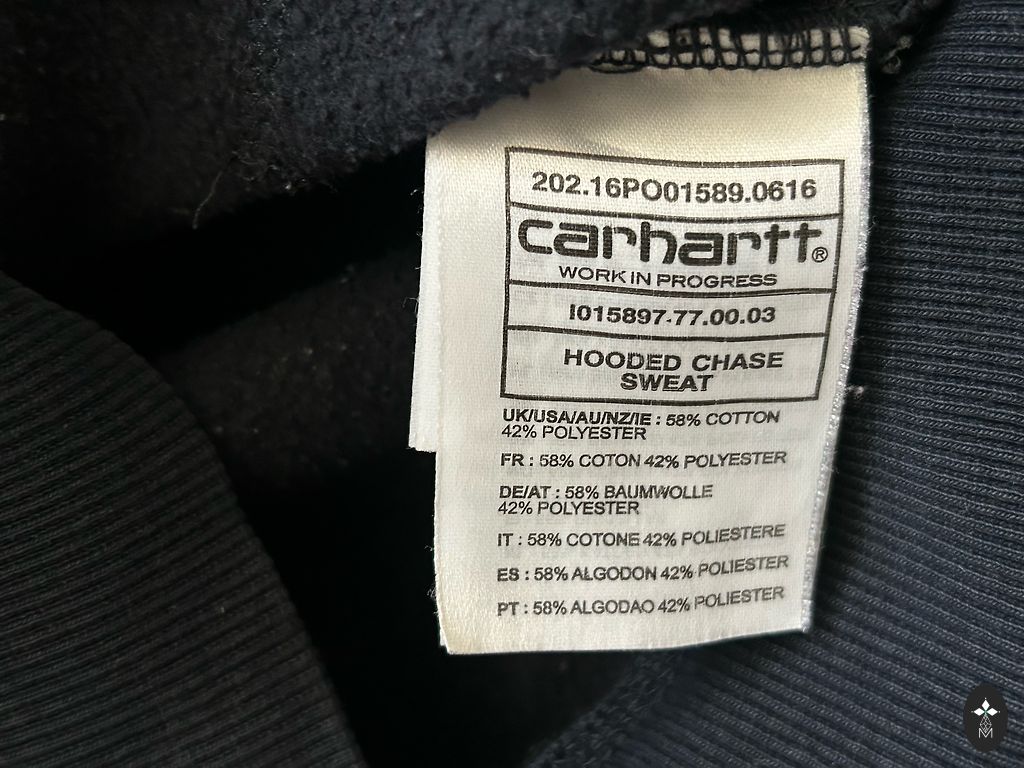 202.16PO01589.0616
carhartt®
WORK IN PROGRESS
I015897-77.00.03
HOODED CHASE
SWEAT
UK/USA/AU/NZ/IE : 58% COTTON
42% POLYESTER
FR : 58% COTON 42% POLYESTER
DE/AT : 58% BAUMWOLLE
42% POLYESTER
IT : 58% COTONE 42% POLIESTERE
ES : 58% ALGODON 42% POLIESTER
PT : 58% ALGODAO 42% POLIESTER
M